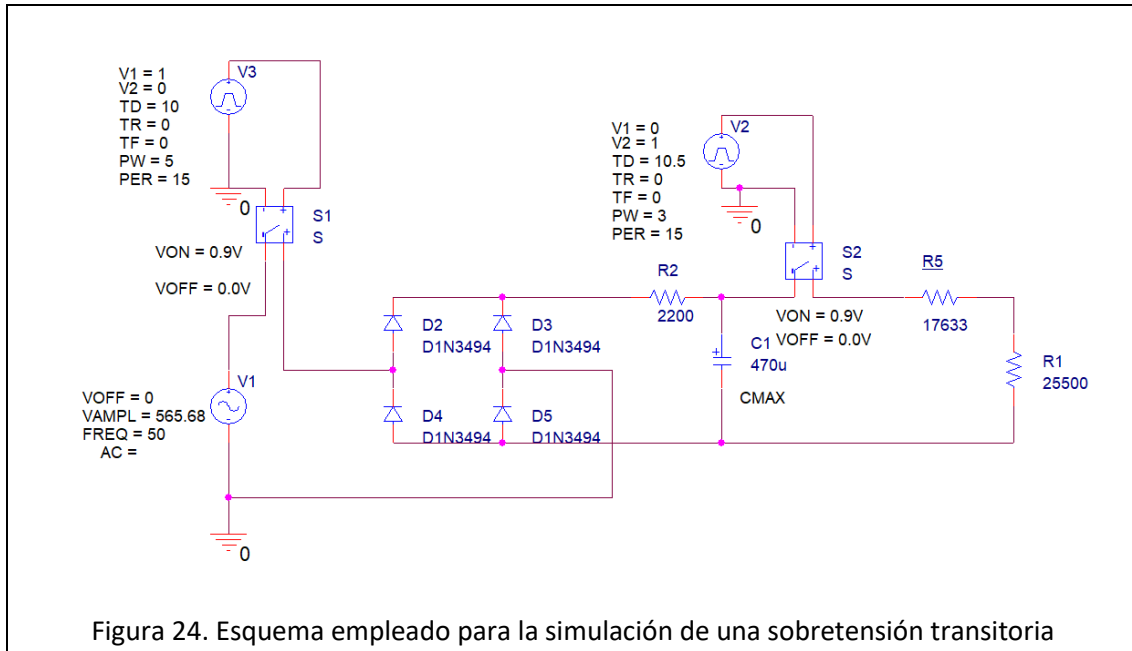 V3
V1 = 1
V2 = 0
TD = 10
TR = 0
TF = 0
PW = 5
PER = 15
0
S1
S
VON = 0.9V
VOFF = 0.0V
V1
VOFF = 0
VAMPL = 565.68
FREQ = 50
AC =
0
D2
D1N3494
D3
D1N3494
D4
D1N3494
D5
D1N3494
R2
2200
C1
470u
CMAX
V2
V1 = 0
V2 = 1
TD = 10.5
TR = 0
TF = 0
PW = 3
PER = 15
0
S2
S
VON = 0.9V
VOFF = 0.0V
R5
17633
R1
25500
Figura 24. Esquema empleado para la simulación de una sobretensión transitoria